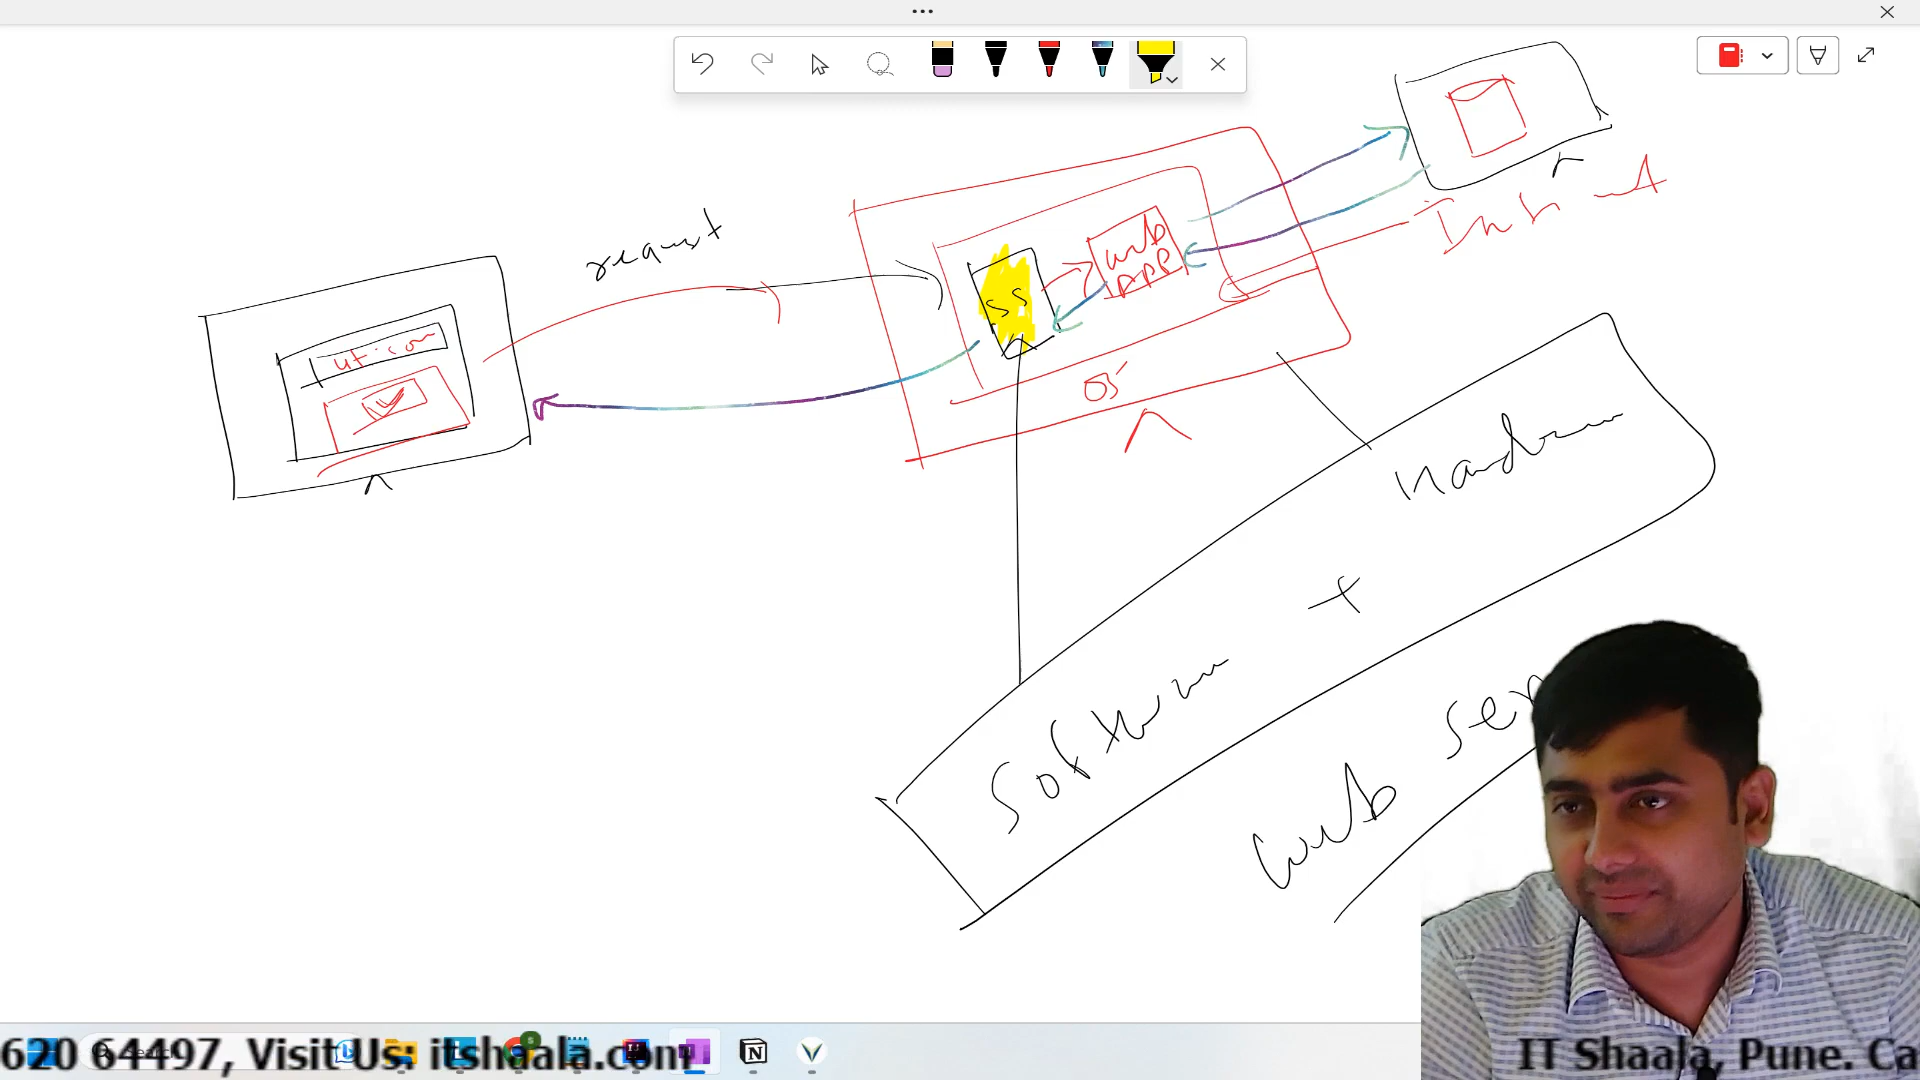 request
web
APP
SS
OS
Internet
ut.com
Hardware
+
Software
web ser
620 64497, Visit Us: itshaala.com
IT Shaala, Pune. Ca